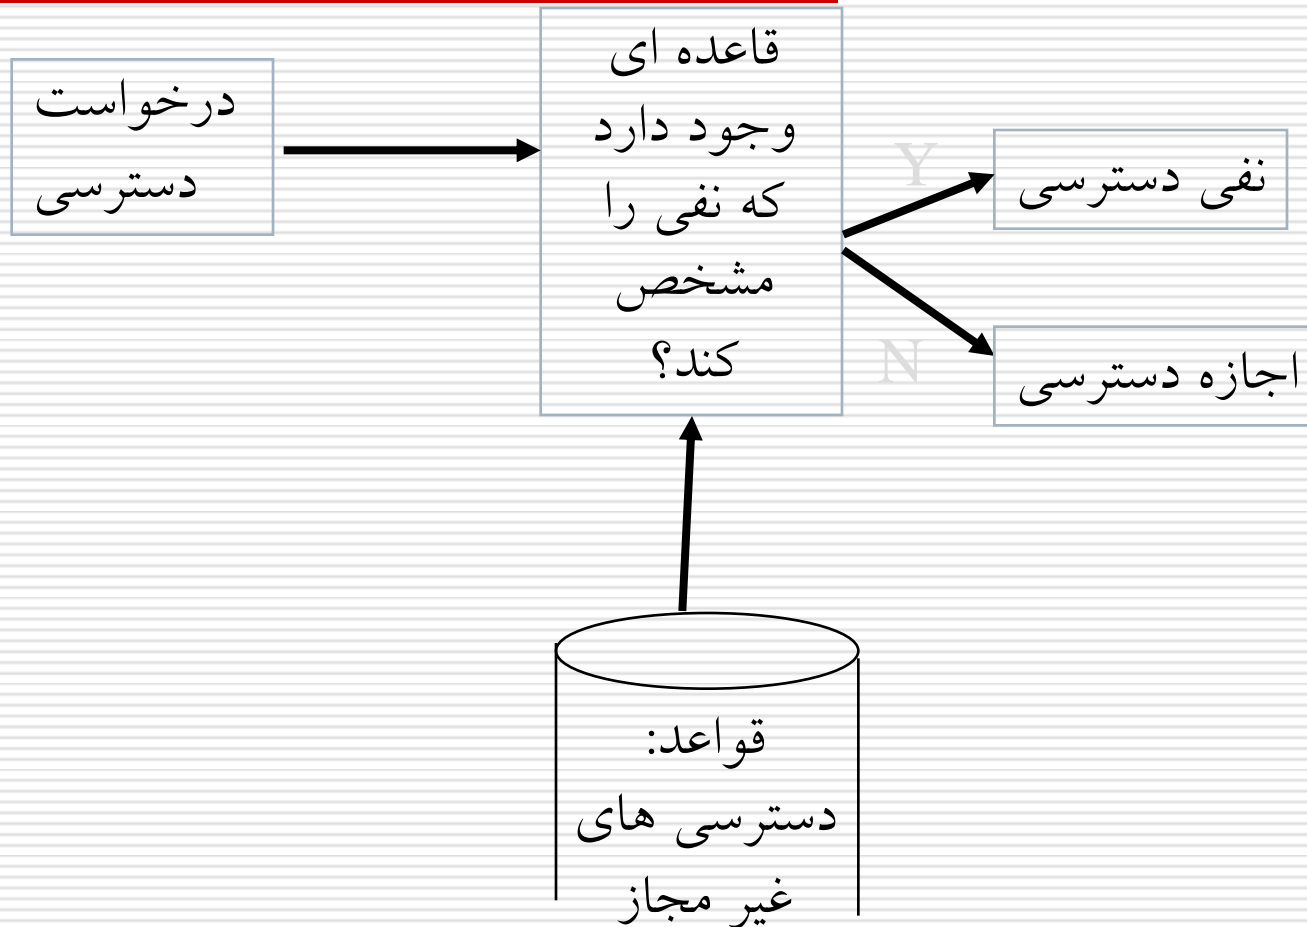 درخواست
دسترسی
قاعده ای
وجود دارد
که نفی را
مشخص
کند؟
Y
نفی دسترسی
N
اجازه دسترسی
قواعد:
دسترسی های
غیر مجاز